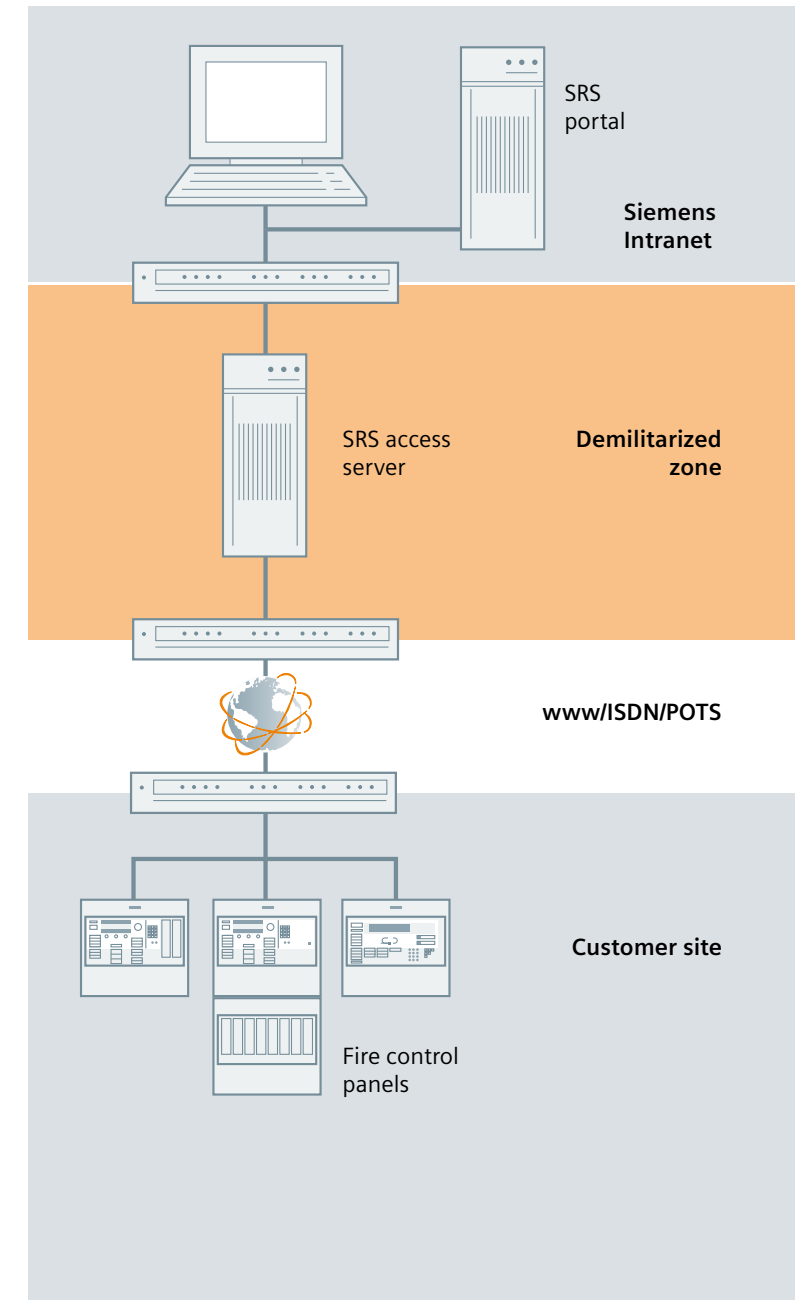 SRS
portal
Siemens
Intranet
SRS access
server
Demilitarized
zone
www/ISDN/POTS
Customer site
Fire control
panels